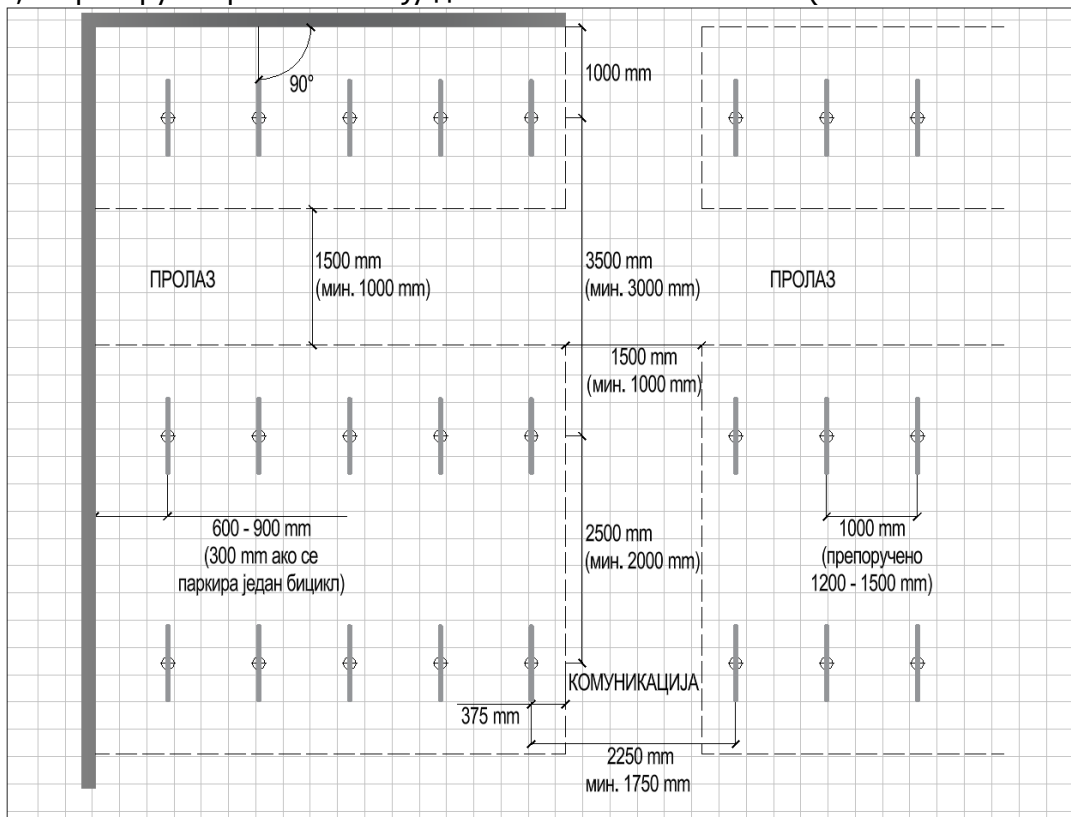 1000 mm
90°
1500 mm
(мин. 1000 mm)
3500 mm
(мин. 3000 mm)
ПРОЛАЗ
ПРОЛАЗ
1500 mm
(мин. 1000 mm)
600 - 900 mm
(300 mm ако се
паркира један бицикл)
2500 mm
(мин. 2000 mm)
1000 mm
(препоручено
1200 - 1500 mm)
КОМУНИКАЦИЈА
375 mm
2250 mm
мин. 1750 mm